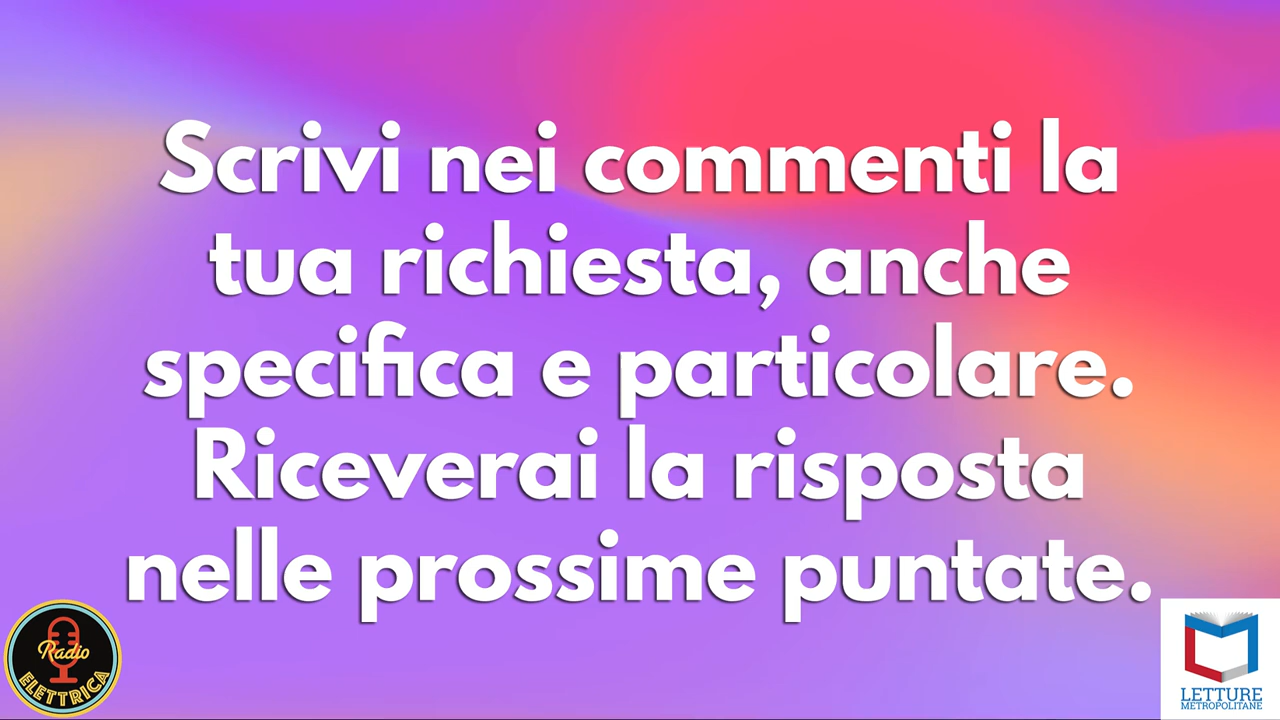 Scrivi nei commenti la
tua richiesta, anche
specifica e particolare.
Riceverai la risposta
nelle prossime puntate.
Radio
ELETTRICA
LETTURE
METROPOLITANE